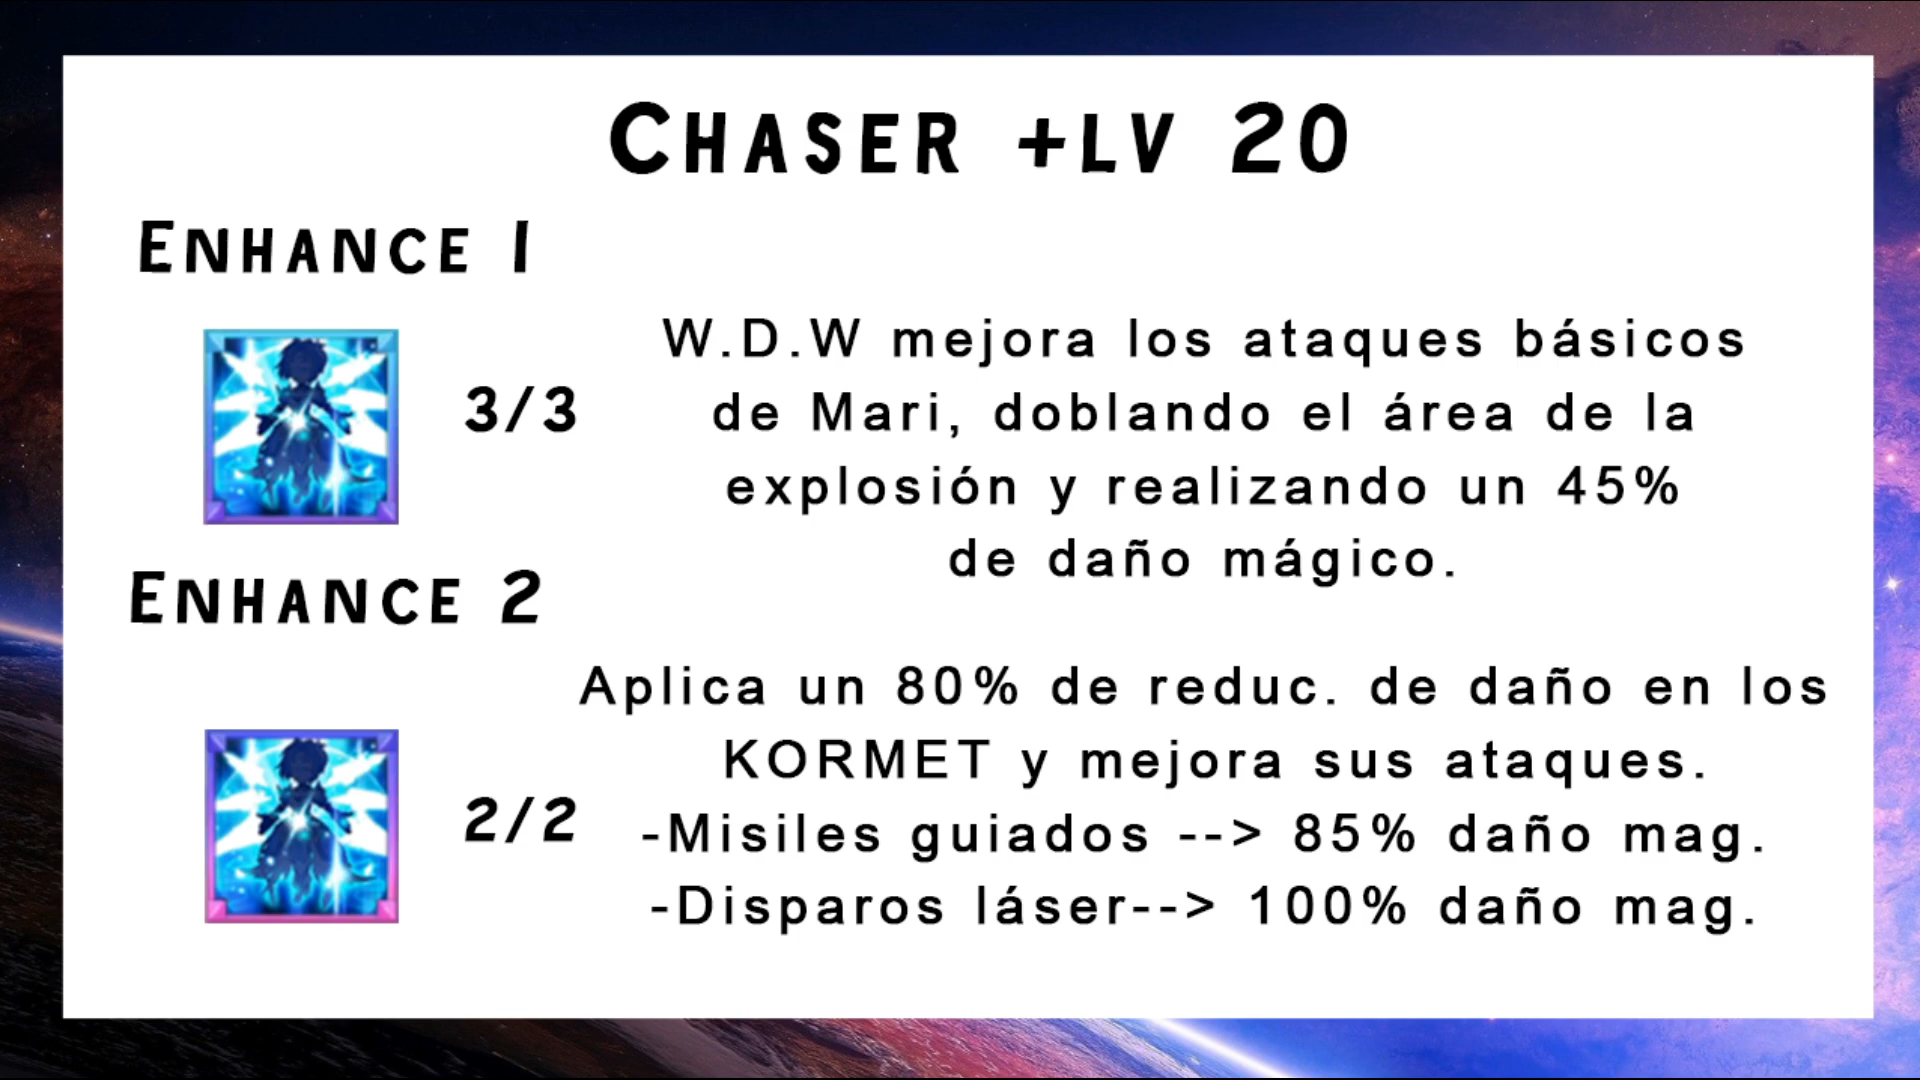 CHASER +LV 20
ENHANCE 1
3/3
W.D.W mejora los ataques básicos
de Mari, doblando el área de la
explosión y realizando un 45%
de daño mágico.
ENHANCE 2
2/2
Aplica un 80% de reduc. de daño en los
KORMET y mejora sus ataques.
-Misiles guiados --> 85% daño mag.
-Disparos láser--> 100% daño mag.